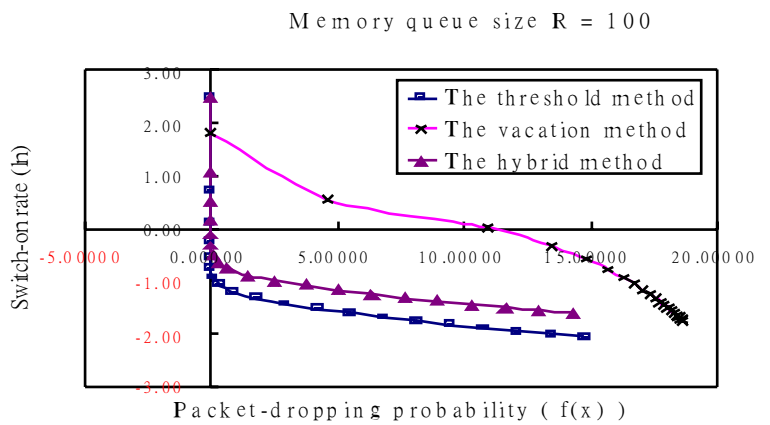 Memory queue size R = 100
3.00
The threshold method
2.00
The vacation method
The hybrid method
1.00
0.00
-5.00000 0.00000 5.00000 10.00000 15.00000 20.00000
-1.00
-2.00
-3.00
Switch-on rate (ln)
Packet-dropping probability ( f(x) )